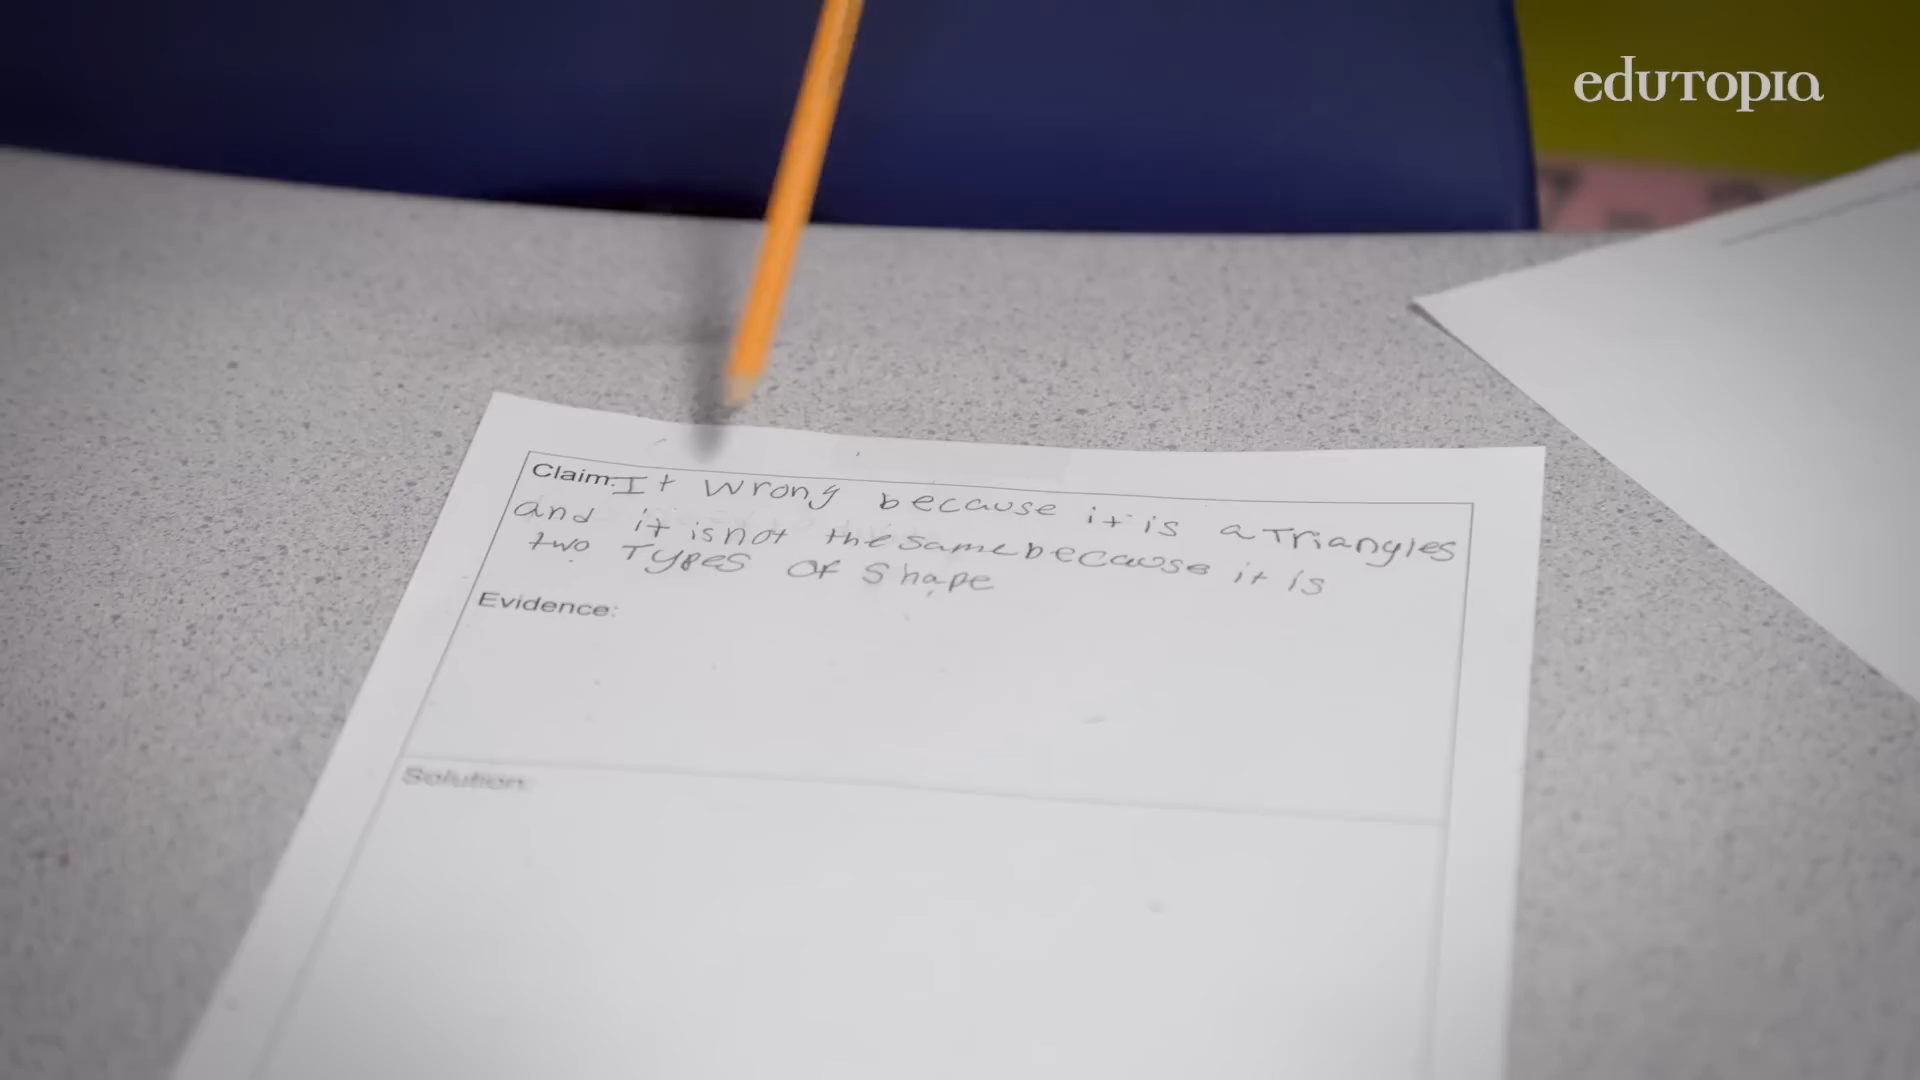 edUTOPIA
Claim: It wrong because it is a Triangles
and it is not the same because it is
two Types of Shape
Evidence:
Solution: